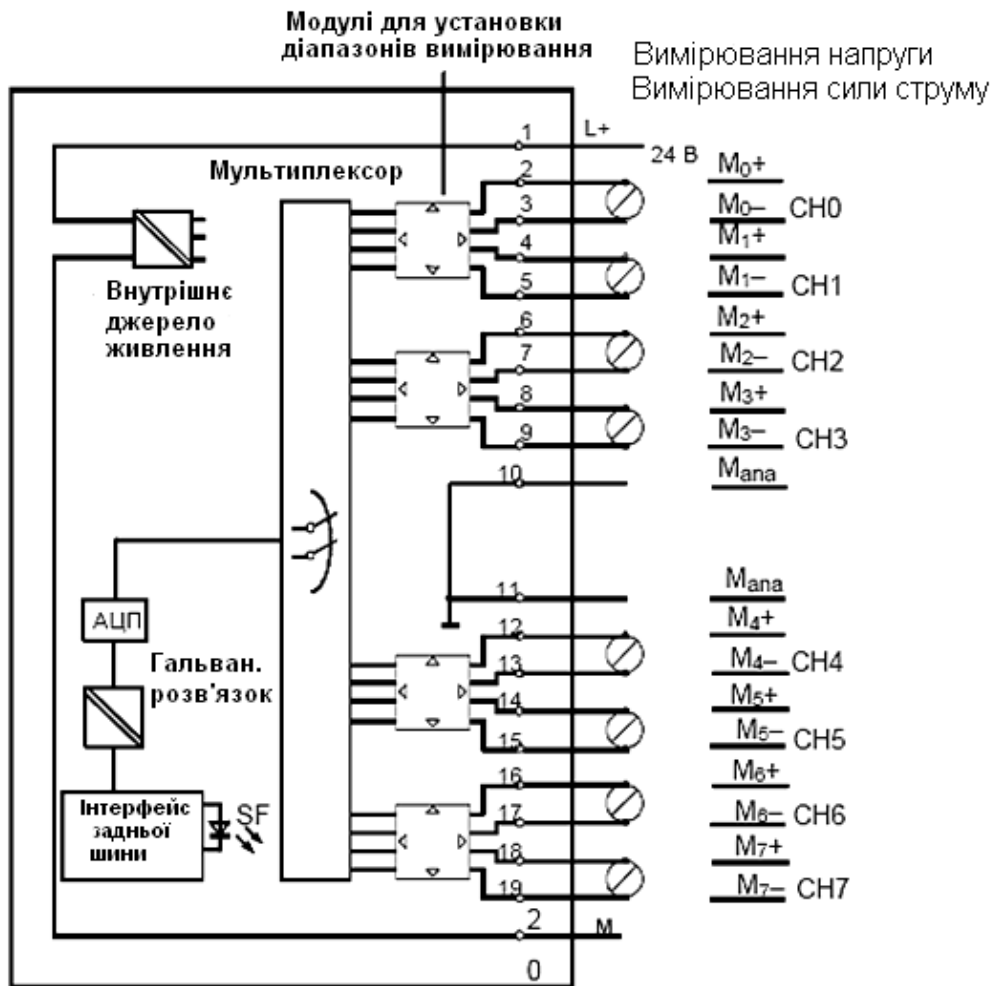 Модулі для установки
діапазонів вимірювання
Вимірювання напруги
Вимірювання сили струму
1
L+
24 В
Мультиплексор
2
M0+
3
M0–
CH0
4
M1+
5
M1–
CH1
Внутрішнє
джерело
живлення
6
M2+
7
M2–
CH2
8
M3+
9
M3–
CH3
10
Mana
11
Mana
АЦП
12
M4+
Гальван.
розв'язок
13
M4–
CH4
14
M5+
15
M5–
CH5
16
M6+
Інтерфейс
задньої
шини
SF
17
M6–
CH6
18
M7+
19
M7–
CH7
2
0
M